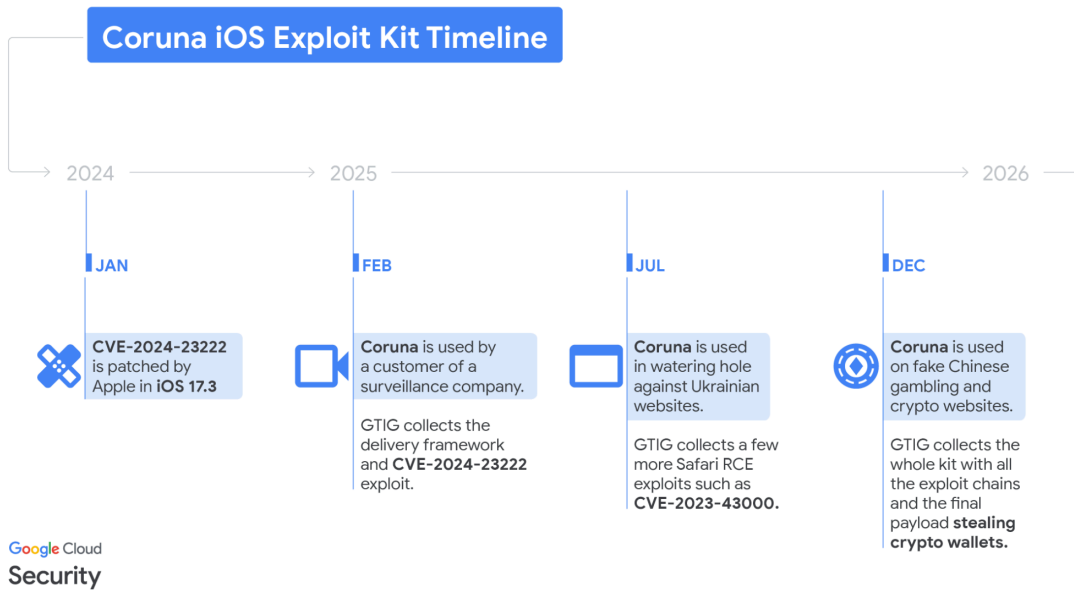 Coruna iOS Exploit Kit Timeline
2024
2025
2026
JAN
CVE-2024-23222
is patched by
Apple in iOS 17.3
FEB
Coruna is used by
a customer of a
surveillance company.
GTIG collects the
delivery framework
and CVE-2024-23222
exploit.
JUL
Coruna is used
in watering hole
against Ukrainian
websites.
GTIG collects a few
more Safari RCE
exploits such as
CVE-2023-43000.
DEC
Coruna is used
on fake Chinese
gambling and
crypto websites.
GTIG collects the
whole kit with all
the exploit chains
and the final
payload stealing
crypto wallets.
Google Cloud
Security